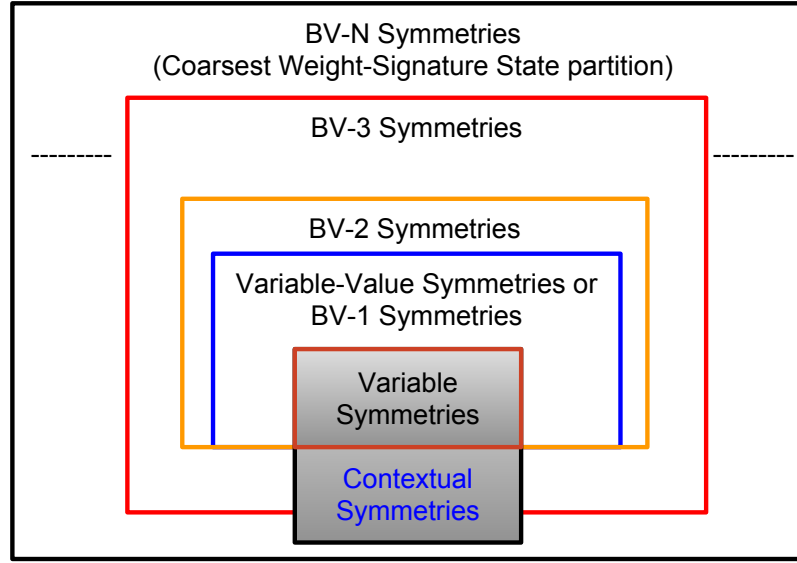 BV-N Symmetries
(Coarsest Weight-Signature State partition)
BV-3 Symmetries
BV-2 Symmetries
Variable-Value Symmetries or
BV-1 Symmetries
Variable
Symmetries
Contextual
Symmetries